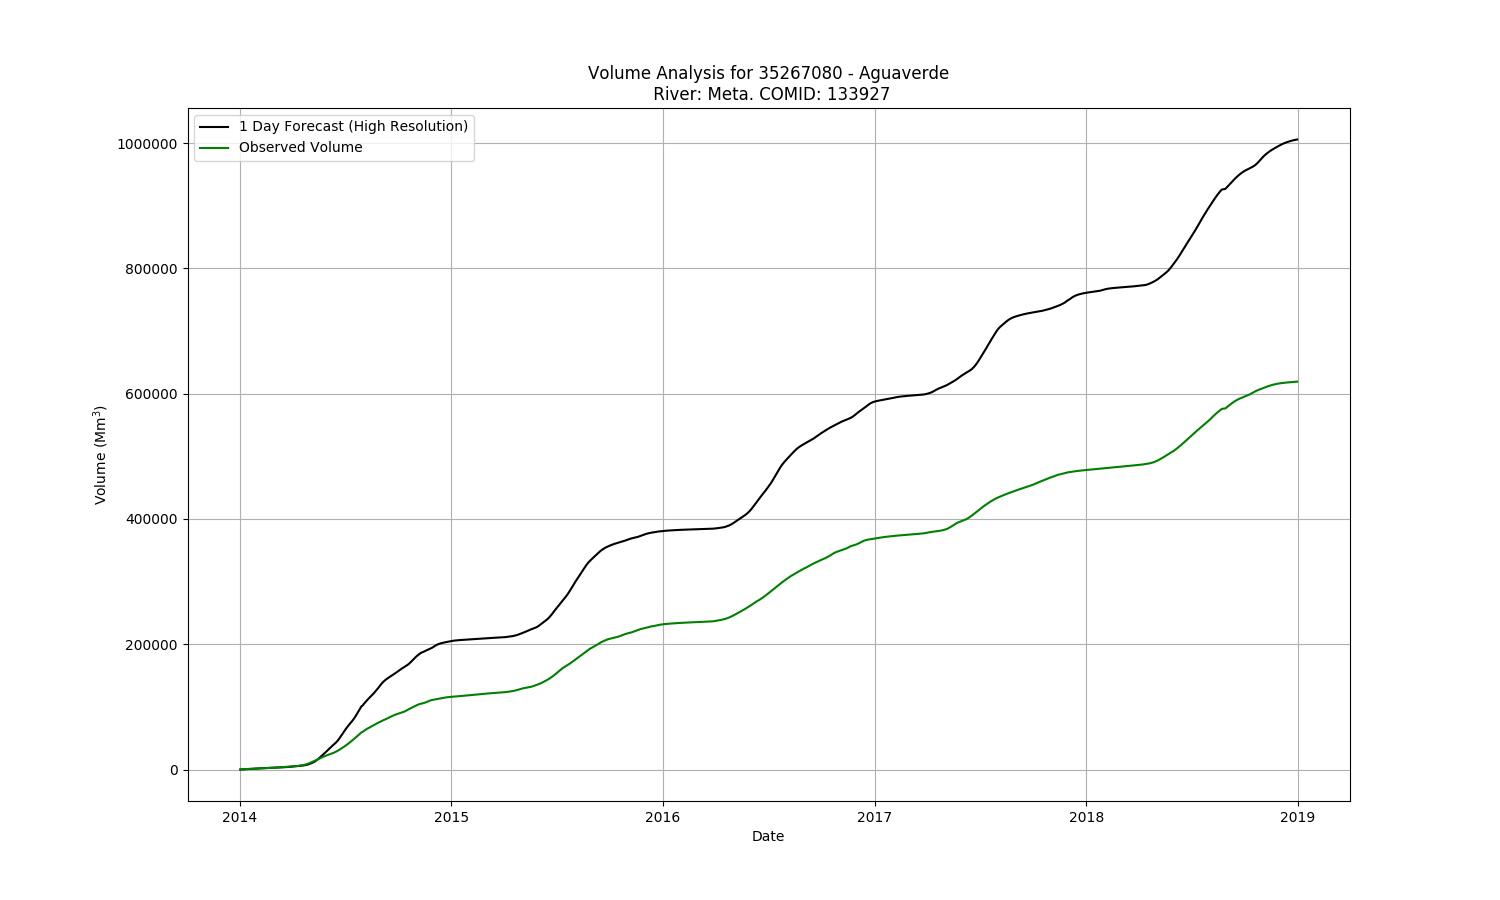 Volume Analysis for 35267080 - Aguaverde
River: Meta. COMID: 133927
1 Day Forecast (High Resolution)
Observed Volume
1000000
800000
600000
400000
200000
0
Volume (Mm³)
2014 2015 2016 2017 2018 2019
Date